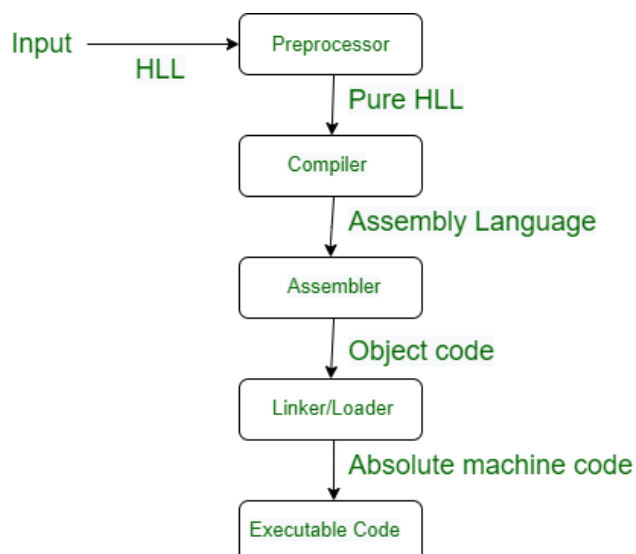 Input
HLL
Preprocessor
Pure HLL
Compiler
Assembly Language
Assembler
Object code
Linker/Loader
Absolute machine code
Executable Code